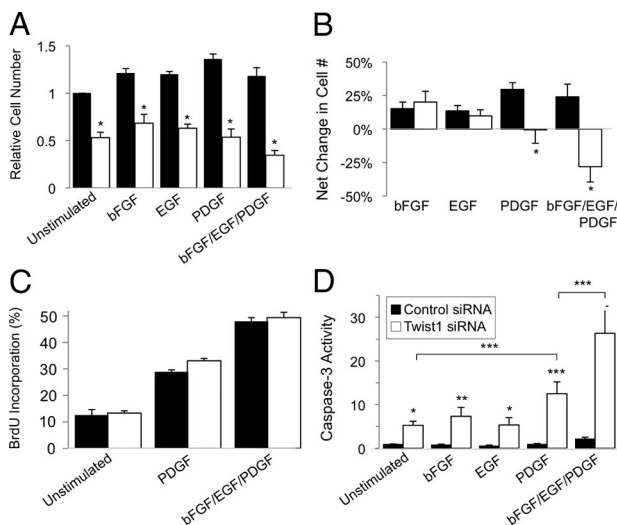 A
Relative Cell Number
1.5
1
0.5
0
*
*
*
*
*
Unstimulated
bFGF
EGF
PDGF
bFGF/EGF/PDGF
B
Net Change in Cell #
50%
25%
0%
-25%
-50%
*
*
bFGF
EGF
PDGF
bFGF/EGF/
PDGF
C
BrdU Incorporation (%)
50
40
30
20
10
0
Unstimulated
PDGF
bFGF/EGF/PDGF
D
Caspase-3 Activity
30
20
10
0
Control siRNA
Twist1 siRNA
***
***
*
**
*
***
Unstimulated
bFGF
EGF
PDGF
bFGF/EGF/PDGF